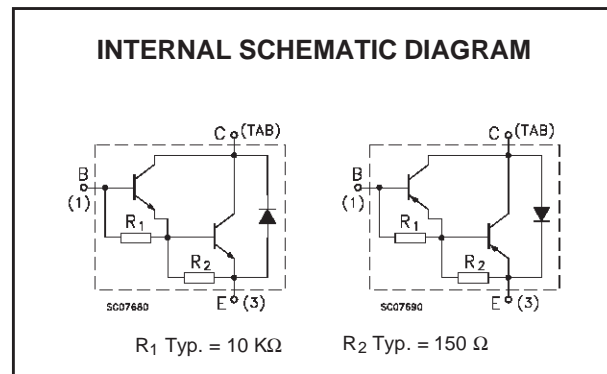 INTERNAL SCHEMATIC DIAGRAM
C (TAB) C (TAB)
B B
(1) (1)
R1 R1
R2 R2
SC07680 E (3) SC07690 E (3)
R1 Typ. = 10 KΩ R2 Typ. = 150 Ω